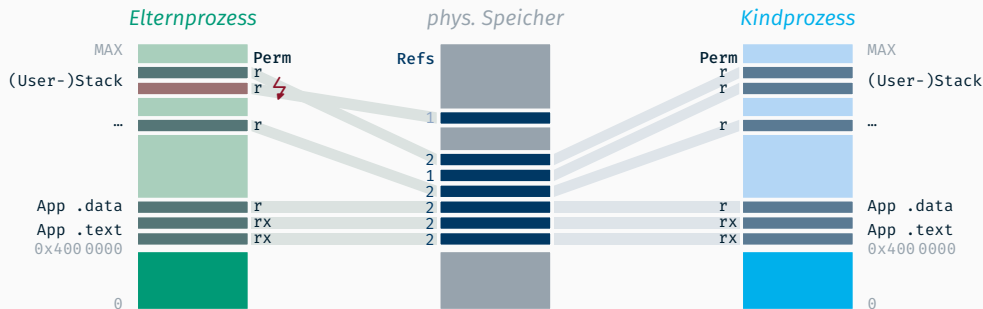 Elternprozess phys. Speicher Kindprozess
MAX Perm Refs Perm MAX
(User-)Stack r r (User-)Stack
r r
1
… r r …
2
1
2
App .data r 2 r App .data
rx 2 rx
App .text rx 2 rx App .text
0x400 0000 0x400 0000
0 0